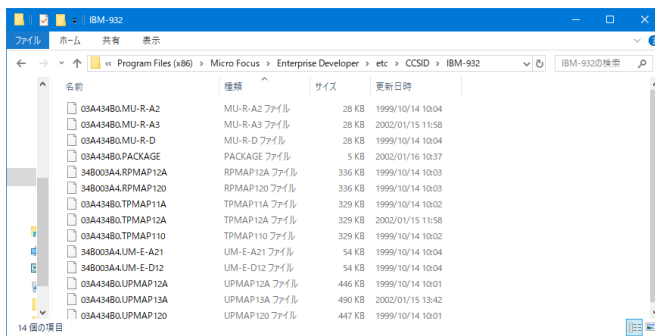 IBM-932
ファイル ホーム 共有 表示
« Program Files (x86) › Micro Focus › Enterprise Developer › etc › CCSID › IBM-932 IBM-932の検索
名前 種類 サイズ 更新日時
03A434B0.MU-R-A2 MU-R-A2 ファイル 28 KB 1999/10/14 10:04
03A434B0.MU-R-A3 MU-R-A3 ファイル 28 KB 2002/01/15 11:58
03A434B0.MU-R-D MU-R-D ファイル 28 KB 1999/10/14 10:04
03A434B0.PACKAGE PACKAGE ファイル 5 KB 2002/01/16 10:37
34B003A4.RPMAP12A RPMAP12A ファイル 336 KB 1999/10/14 10:03
34B003A4.RPMAP120 RPMAP120 ファイル 336 KB 1999/10/14 10:03
03A434B0.TPMAP11A TPMAP11A ファイル 329 KB 1999/10/14 10:02
03A434B0.TPMAP12A TPMAP12A ファイル 329 KB 2002/01/15 11:58
03A434B0.TPMAP110 TPMAP110 ファイル 329 KB 1999/10/14 10:02
34B003A4.UM-E-A21 UM-E-A21 ファイル 54 KB 1999/10/14 10:04
34B003A4.UM-E-D12 UM-E-D12 ファイル 54 KB 1999/10/14 10:04
03A434B0.UPMAP12A UPMAP12A ファイル 446 KB 1999/10/14 10:01
03A434B0.UPMAP13A UPMAP13A ファイル 490 KB 2002/01/15 13:42
03A434B0.UPMAP120 UPMAP120 ファイル 447 KB 1999/10/14 10:01
14 個の項目